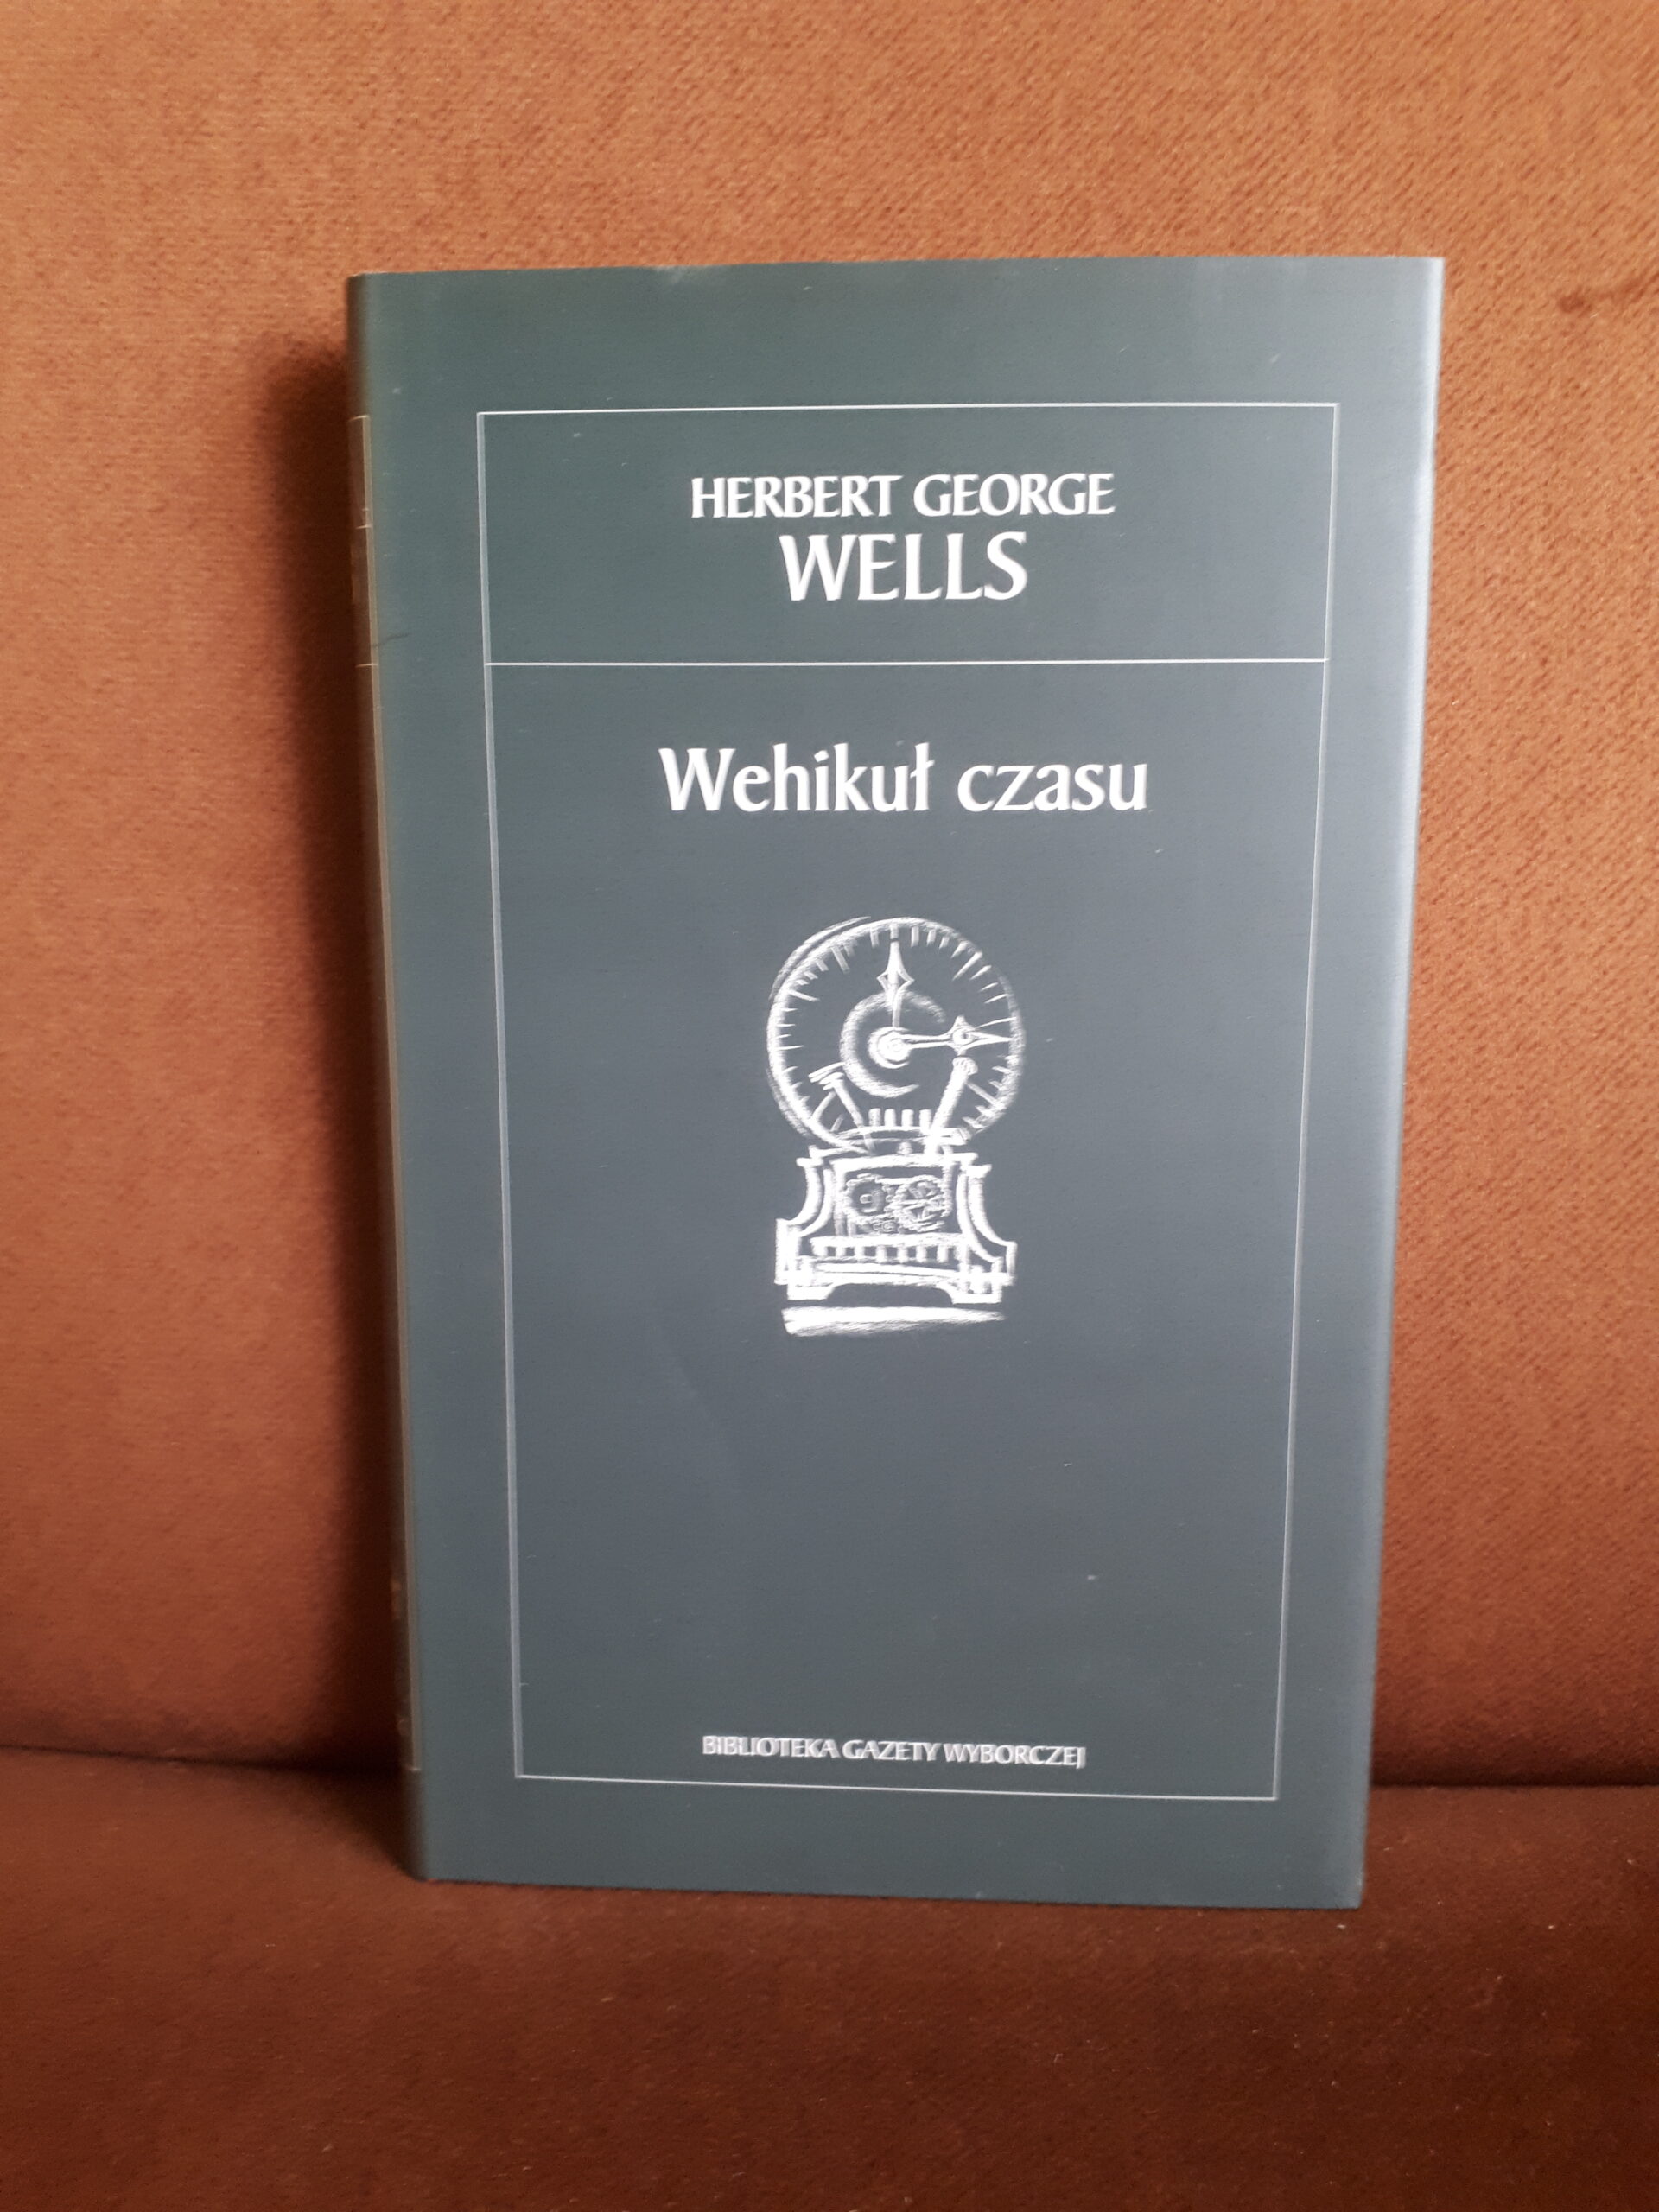 HERBERT GEORGE
WELLS
Wehikuł czasu
BIBLIOTEKA GAZETY WYBORCZEJ